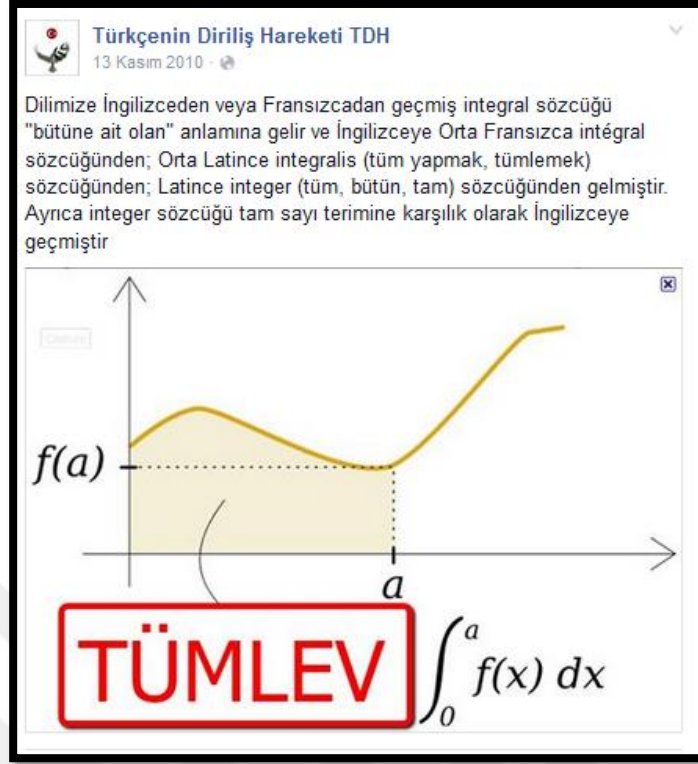 Türkçenin Diriliş Hareketi TDH
13 Kasım 2010 ·
Dilimize İngilizceden veya Fransızcadan geçmiş integral sözcüğü
"bütüne ait olan" anlamına gelir ve İngilizceye Orta Fransızca intégral
sözcüğünden; Orta Latince integralis (tüm yapmak, tümlemek)
sözcüğünden; Latince integer (tüm, bütün, tam) sözcüğünden gelmiştir.
Ayrıca integer sözcüğü tam sayı terimine karşılık olarak İngilizceye
geçmiştir
f(a)
a
TÜMLEV
∫₀ᵃ f(x) dx